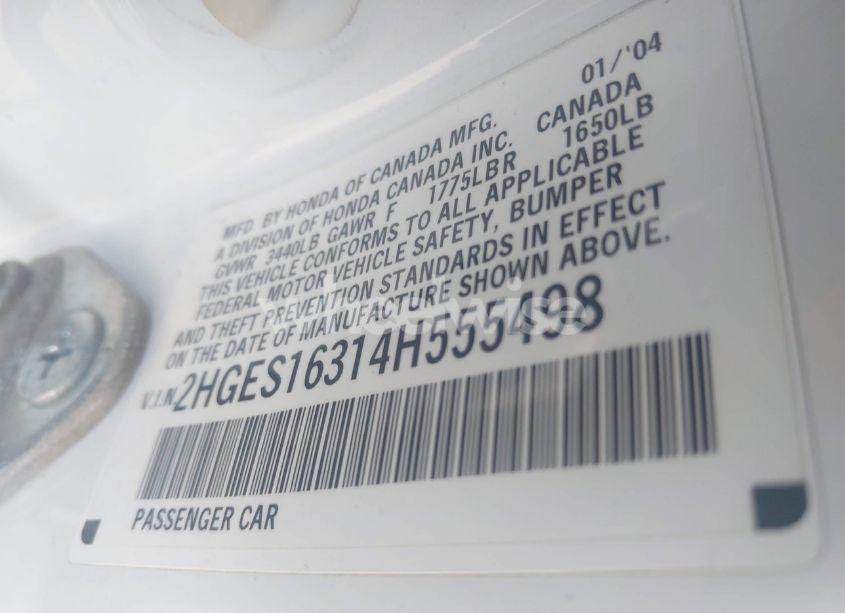 MFD. BY HONDA OF CANADA MFG. 01/'04
A DIVISION OF HONDA CANADA INC. CANADA
GVWR 3440LB GAWR F 1775LB R 1650LB
THIS VEHICLE CONFORMS TO ALL APPLICABLE
FEDERAL MOTOR VEHICLE SAFETY, BUMPER
AND THEFT PREVENTION STANDARDS IN EFFECT
ON THE DATE OF MANUFACTURE SHOWN ABOVE.
V.I.N. 2HGES16314H555498
PASSENGER CAR